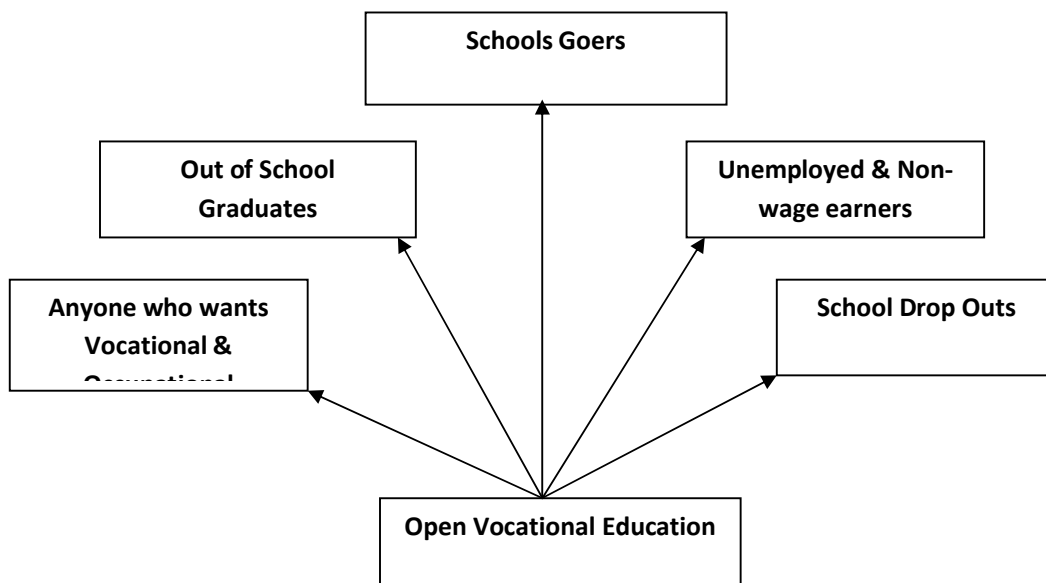 Schools Goers
Out of School
Graduates
Unemployed & Non-
wage earners
Anyone who wants
Vocational &
Occupational
School Drop Outs
Open Vocational Education